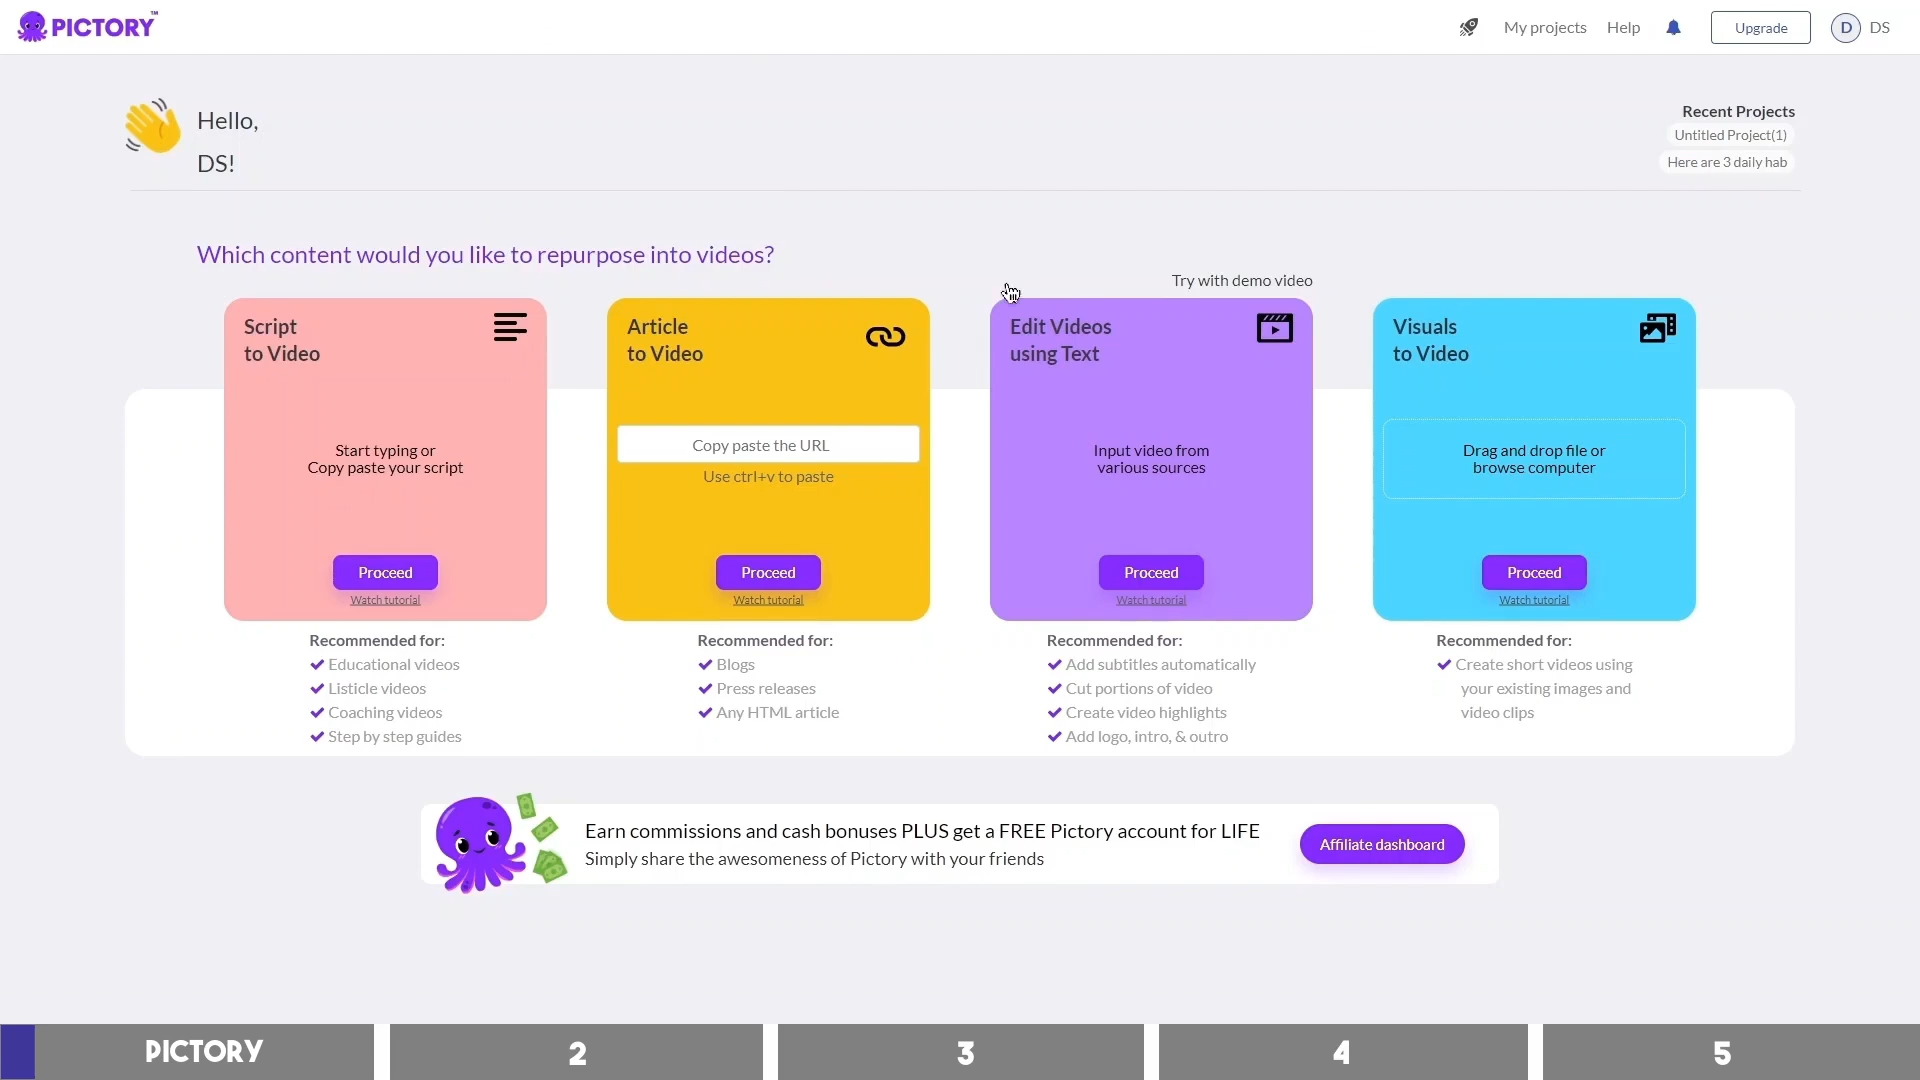 PICTORY™
My projects
Help
Upgrade
D
DS
Hello,
DS!
Recent Projects
Untitled Project(1)
Here are 3 daily hab
Which content would you like to repurpose into videos?
Try with demo video
Script
to Video
Start typing or
Copy paste your script
Proceed
Watch tutorial
Article
to Video
Copy paste the URL
Use ctrl+v to paste
Proceed
Watch tutorial
Edit Videos
using Text
Input video from
various sources
Proceed
Watch tutorial
Visuals
to Video
Drag and drop file or
browse computer
Proceed
Watch tutorial
Recommended for:
Educational videos
Listicle videos
Coaching videos
Step by step guides
Recommended for:
Blogs
Press releases
Any HTML article
Recommended for:
Add subtitles automatically
Cut portions of video
Create video highlights
Add logo, intro, & outro
Recommended for:
Create short videos using
your existing images and
video clips
Earn commissions and cash bonuses PLUS get a FREE Pictory account for LIFE
Simply share the awesomeness of Pictory with your friends
Affiliate dashboard
PICTORY
2
3
4
5